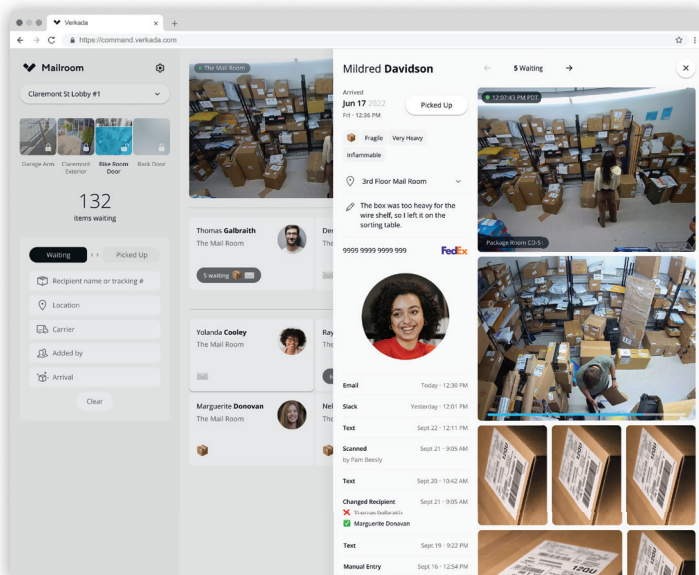 Verkada
https://command.verkada.com
Mailroom
Claremont St Lobby #1
Garage Arm
Claremont Exterior
Bike Room Door
Back Door
132
items waiting
Waiting
Picked Up
Recipient name or tracking #
Location
Carrier
Added by
Arrival
Clear
The Mail Room
Thomas Galbraith
The Mail Room
5 waiting
Yolanda Cooley
The Mail Room
Marguerite Donovan
The Mail Room
Mildred Davidson
5 Waiting
Arrived
Jun 17 2022
Fri - 12:36 PM
Picked Up
Fragile
Very Heavy
Inflammable
3rd Floor Mail Room
The box was too heavy for the
wire shelf, so I left it on the
sorting table.
9999 9999 9999 999
FedEx
Email
Today - 12:30 PM
Slack
Yesterday - 12:01 PM
Text
Sept 22 - 12:11 PM
Scanned
Sept 21 - 9:05 AM
by Pam Beesly
Text
Sept 20 - 10:42 AM
Changed Recipient
Sept 21 - 9:05 AM
Thomas Galbraith
Marguerite Donavan
Text
Sept 19 - 9:22 PM
Manual Entry
Sept 16 - 12:54 PM
12:07:43 PM PDT
Package Room CD-51
120U